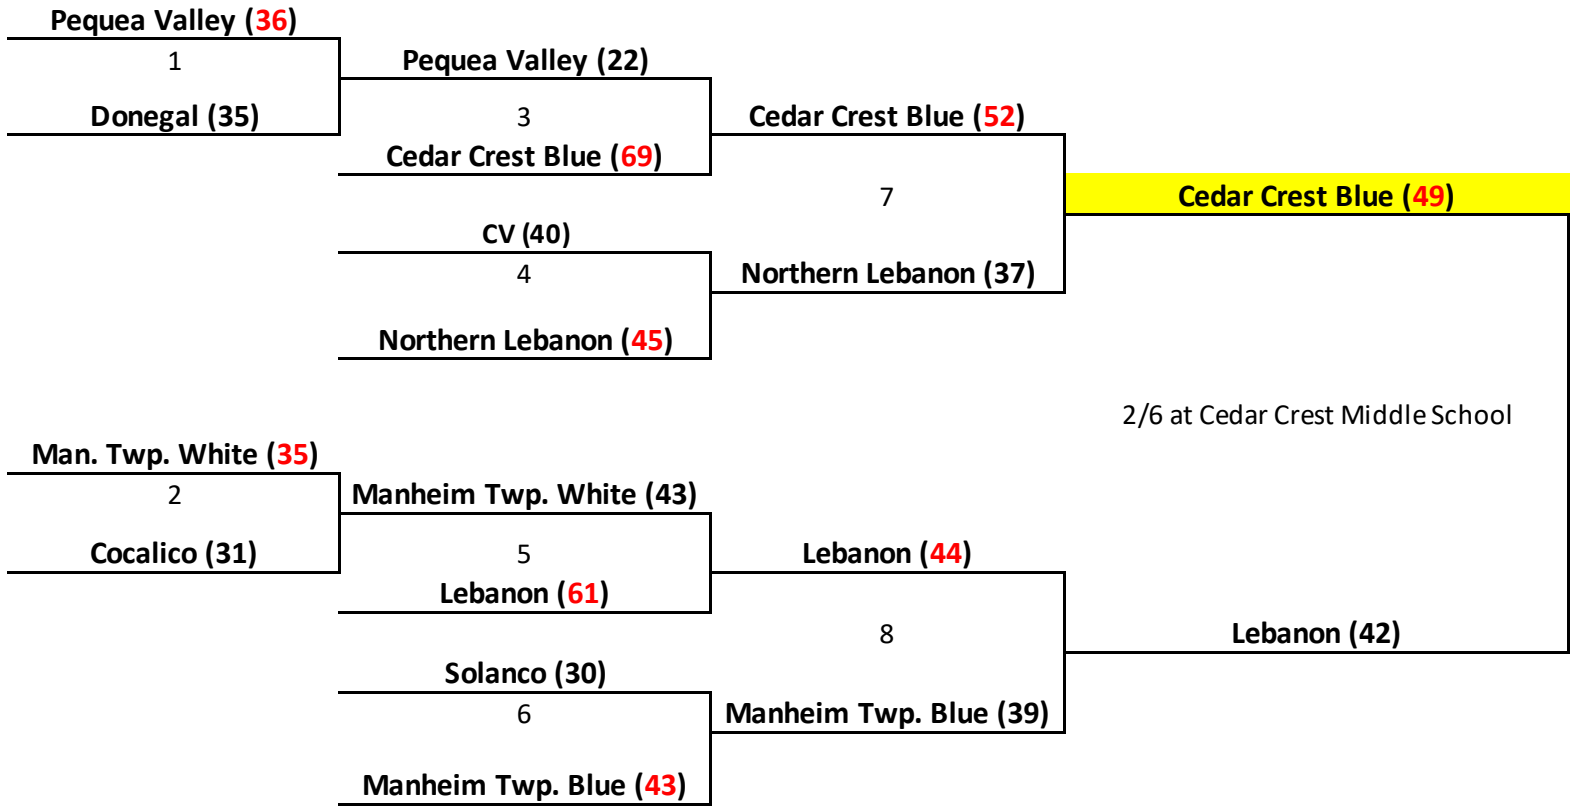 Pequea Valley (36)
1
Pequea Valley (22)
Donegal (35)
3
Cedar Crest Blue (52)
Cedar Crest Blue (69)
7
Cedar Crest Blue (49)
CV (40)
4
Northern Lebanon (37)
Northern Lebanon (45)
2/6 at Cedar Crest Middle School
Man. Twp. White (35)
2
Manheim Twp. White (43)
Cocalico (31)
5
Lebanon (44)
Lebanon (61)
8
Lebanon (42)
Solanco (30)
6
Manheim Twp. Blue (39)
Manheim Twp. Blue (43)